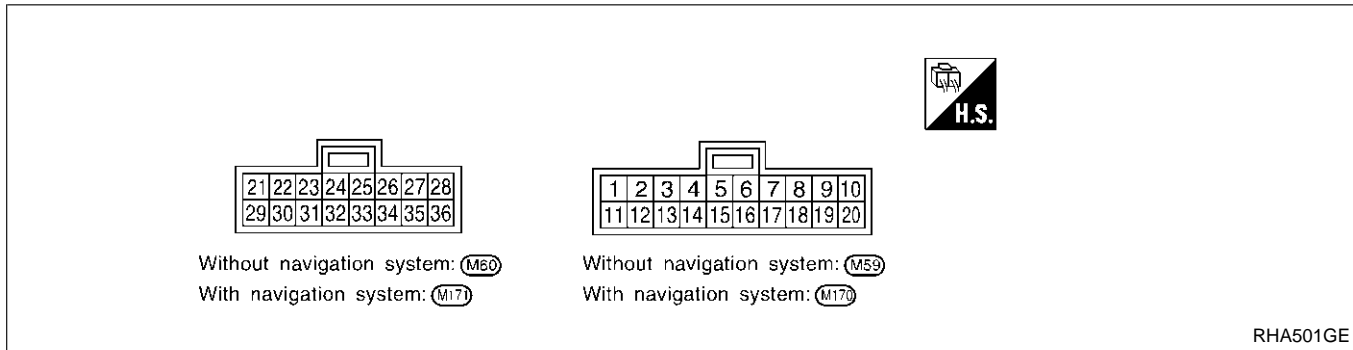 H.S.
21 22 23 24 25 26 27 28
29 30 31 32 33 34 35 36
1 2 3 4 5 6 7 8 9 10
11 12 13 14 15 16 17 18 19 20
Without navigation system: M60
With navigation system: M171
Without navigation system: M59
With navigation system: M170
RHA501GE